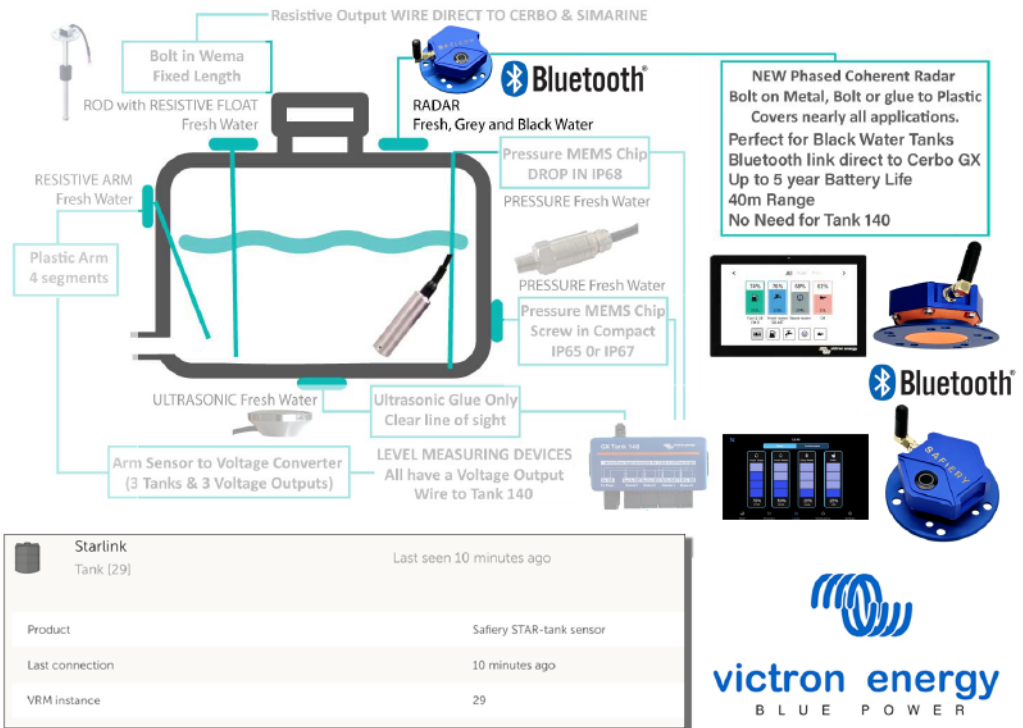 Resistive Output WIRE DIRECT TO CERBO & SIMARINE
Bolt in Wema
Fixed Length
ROD with RESISTIVE FLOAT
Fresh Water
SAFIERY
Bluetooth®
RADAR
Fresh, Grey and Black Water
NEW Phased Coherent Radar
Bolt on Metal, Bolt or glue to Plastic
Covers nearly all applications.
Perfect for Black Water Tanks
Bluetooth link direct to Cerbo GX
Up to 5 year Battery Life
40m Range
No Need for Tank 140
Pressure MEMS Chip
DROP IN IP68
PRESSURE Fresh Water
RESISTIVE ARM
Fresh Water
Plastic Arm
4 segments
PRESSURE Fresh Water
Pressure MEMS Chip
Screw in Compact
IP65 0r IP67
victron energy
Bluetooth®
ULTRASONIC Fresh Water
Ultrasonic Glue Only
Clear line of sight
Arm Sensor to Voltage Converter
(3 Tanks & 3 Voltage Outputs)
LEVEL MEASURING DEVICES
All have a Voltage Output
Wire to Tank 140
GX Tank 140
SAFIERY
Starlink
Tank [29]
Last seen 10 minutes ago
Product Safiery STAR-tank sensor
Last connection 10 minutes ago
VRM instance 29
victron energy
BLUE POWER